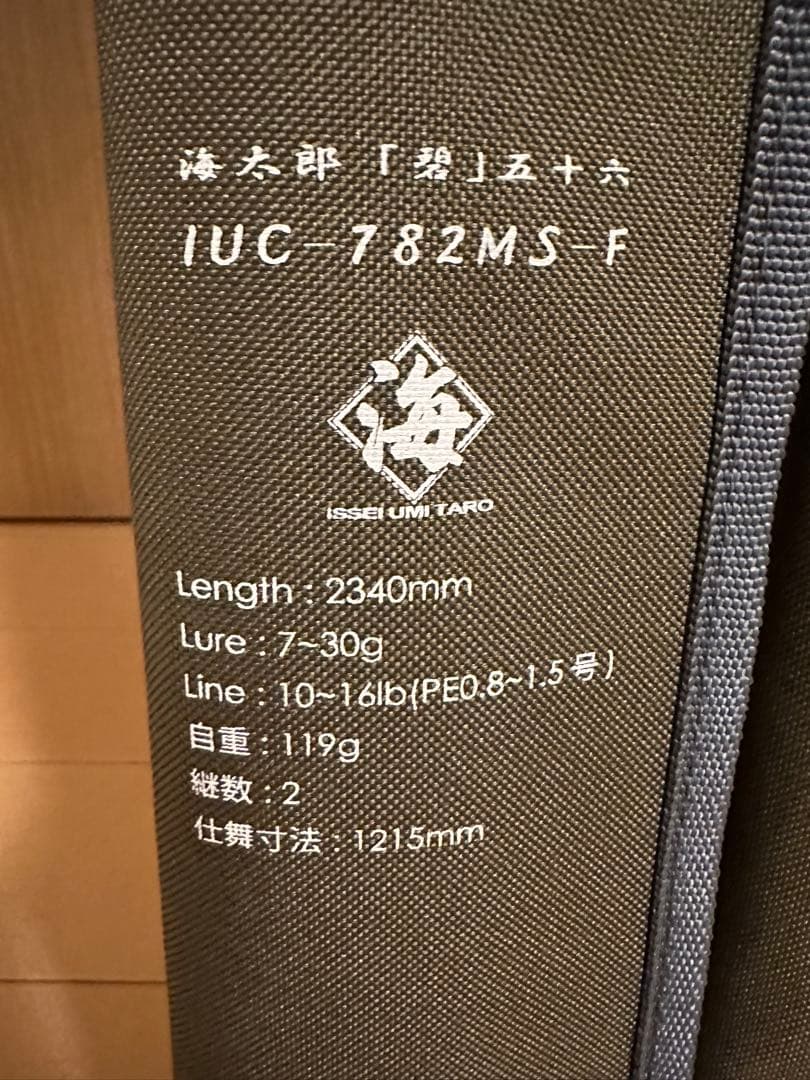 海太郎「碧」五十六
IUC-782MS-F
海
ISSEI UMI TARO
Length : 2340mm
Lure : 7~30g
Line : 10~16lb(PE0.8~1.5号)
自重 : 119g
継数 : 2
仕舞寸法 : 1215mm